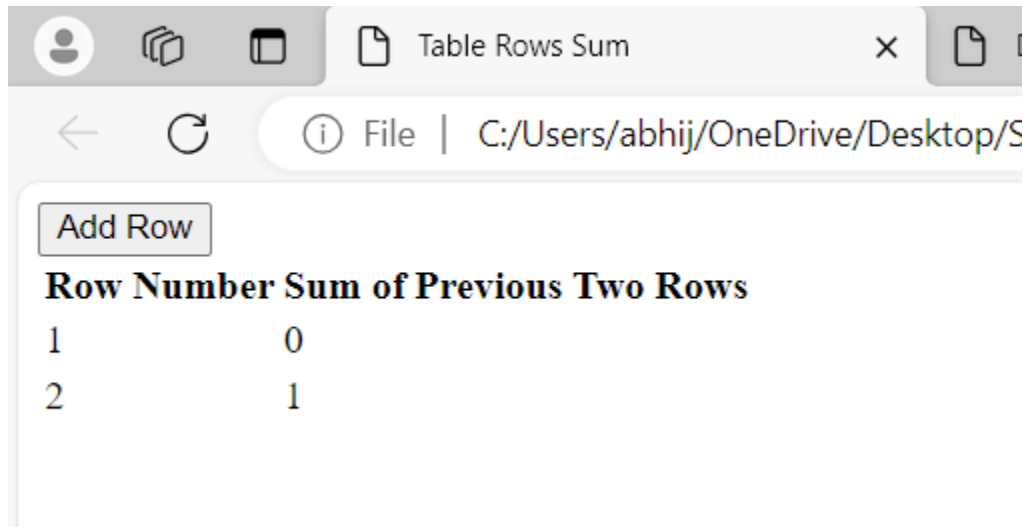 Table Rows Sum
File | C:/Users/abhij/OneDrive/Desktop/S
Add Row
Row Number Sum of Previous Two Rows
1 0
2 1